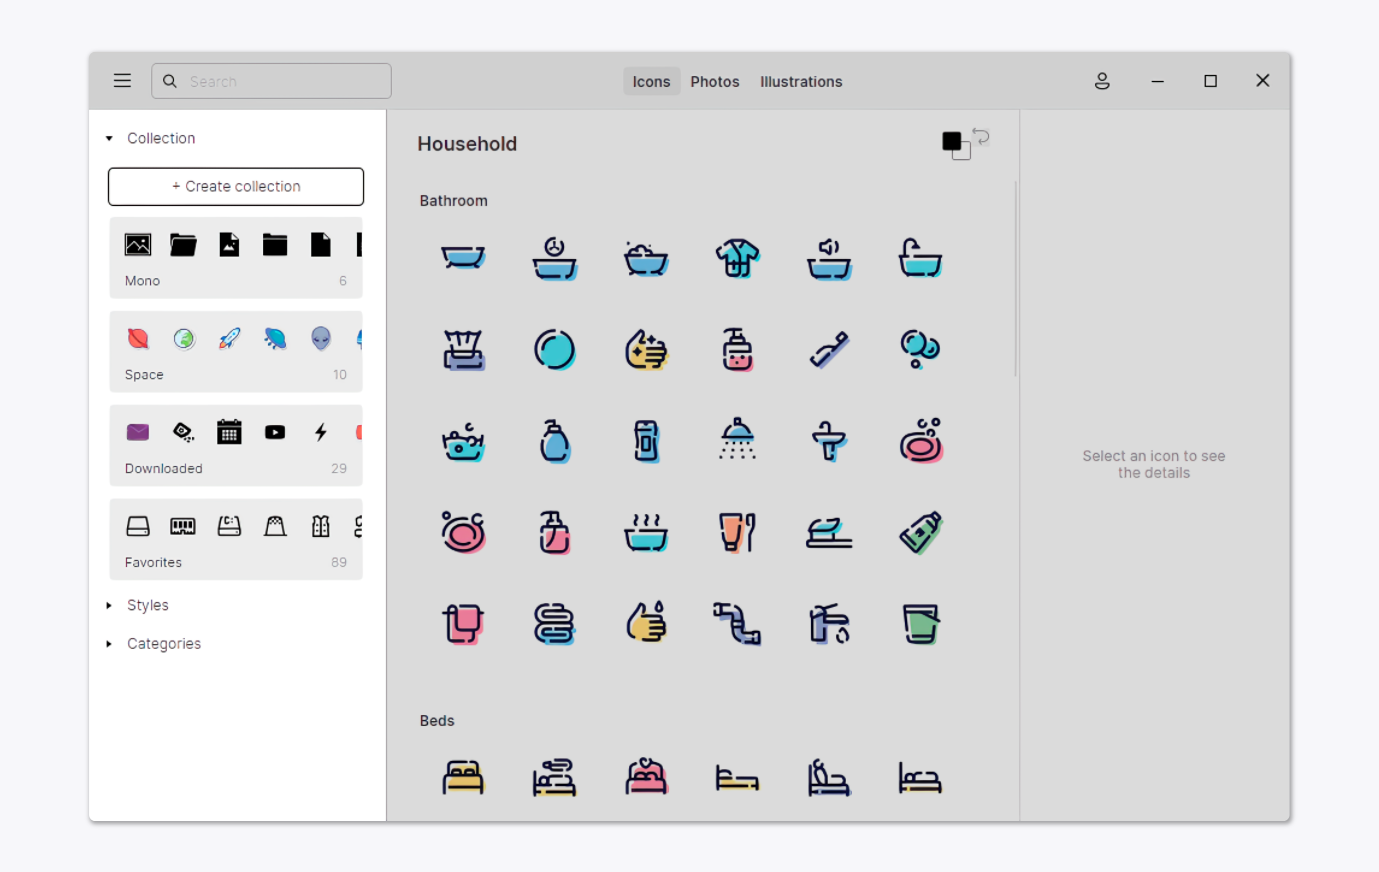 Search
Icons
Photos
Illustrations
Collection
+ Create collection
Mono 6
Space 10
Downloaded 29
C:\
Favorites 89
Styles
Categories
Household
Bathroom
Beds
Select an icon to see
the details